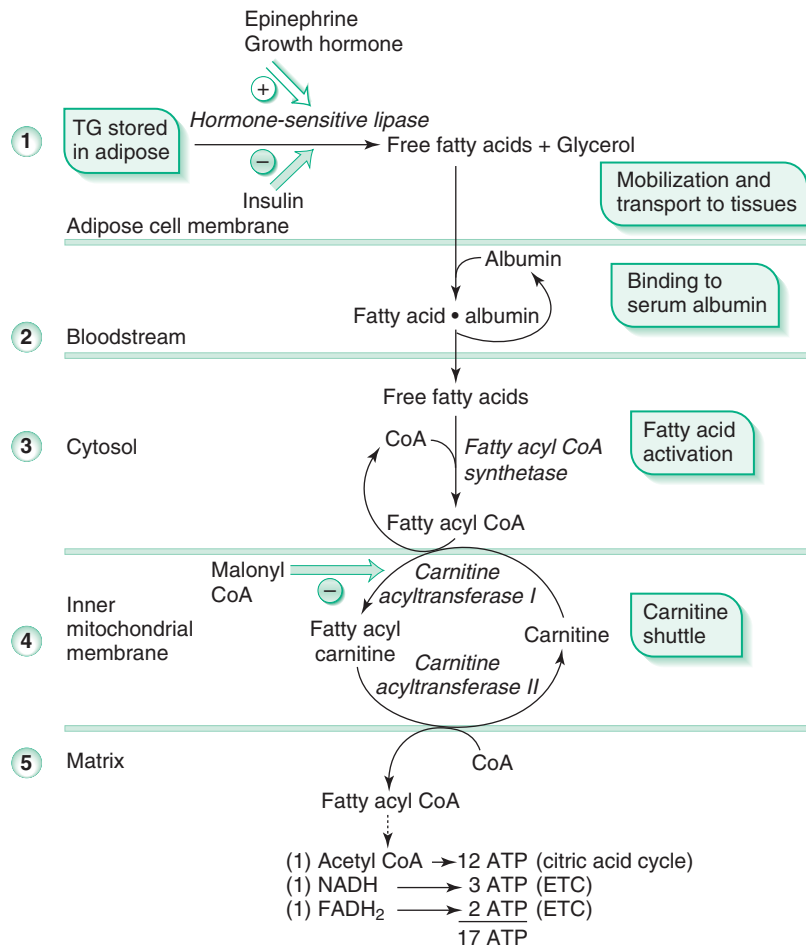 Epinephrine
Growth hormone
+
Hormone-sensitive lipase
1
TG stored
in adipose
Free fatty acids + Glycerol
−
Insulin
Mobilization and
transport to tissues
Adipose cell membrane
Albumin
Binding to
serum albumin
Fatty acid • albumin
2 Bloodstream
Free fatty acids
3 Cytosol
CoA
Fatty acyl CoA
synthetase
Fatty acid
activation
Fatty acyl CoA
Malonyl
CoA
−
Carnitine
acyltransferase I
4
Inner
mitochondrial
membrane
Fatty acyl
carnitine
Carnitine
Carnitine
shuttle
Carnitine
acyltransferase II
5 Matrix
CoA
Fatty acyl CoA
(1) Acetyl CoA → 12 ATP (citric acid cycle)
(1) NADH → 3 ATP (ETC)
(1) FADH₂ → 2 ATP (ETC)
17 ATP